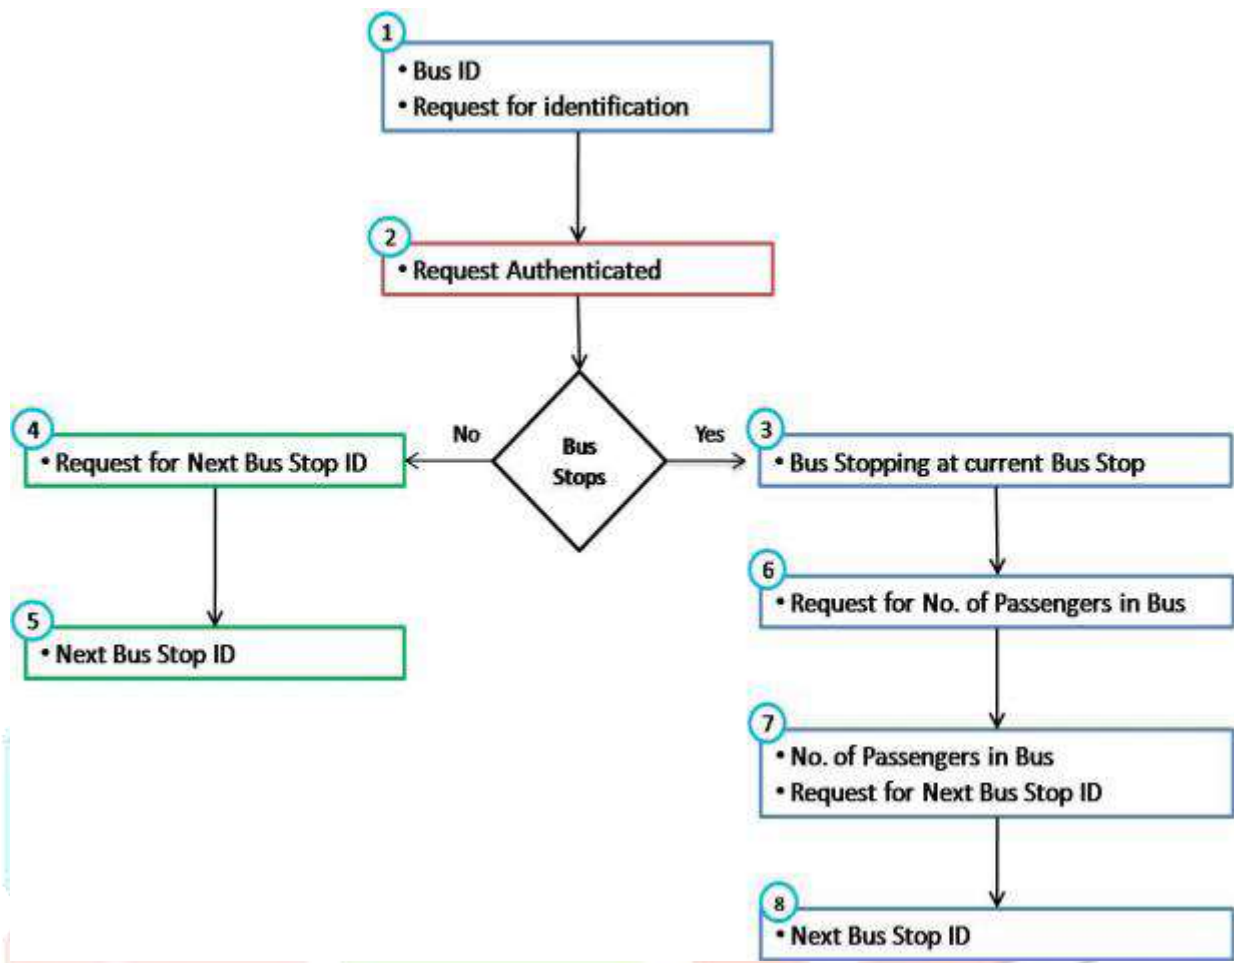 1
• Bus ID
• Request for identification
2
• Request Authenticated
Bus
Stops
No
Yes
4
• Request for Next Bus Stop ID
3
• Bus Stopping at current Bus Stop
6
• Request for No. of Passengers in Bus
5
• Next Bus Stop ID
7
• No. of Passengers in Bus
• Request for Next Bus Stop ID
8
• Next Bus Stop ID